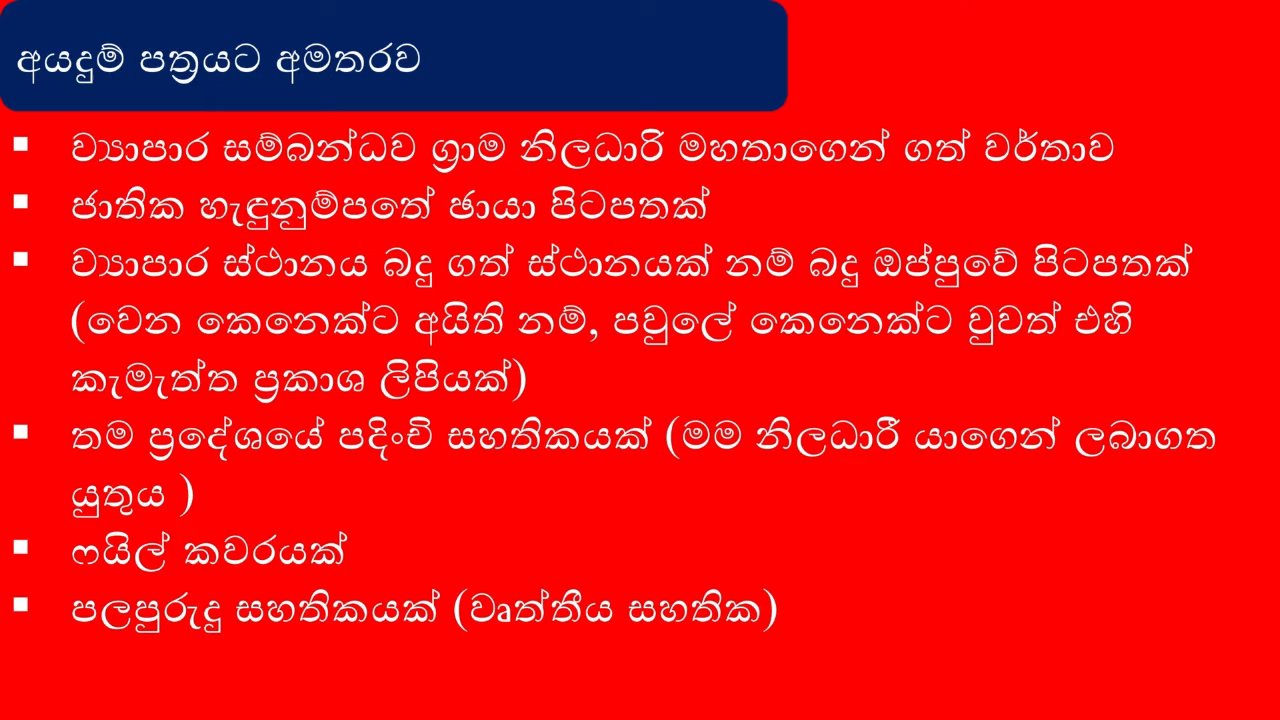 අයදුම් පත්‍රයට අමතරව
▪ ව්‍යාපාර සම්බන්ධව ග්‍රාම නිලධාරි මහතාගෙන් ගත් වර්තාව
▪ ජාතික හැඳුනුම්පතේ ඡායා පිටපතක්
▪ ව්‍යාපාර ස්ථානය බදු ගත් ස්ථානයක් නම් බදු ඔප්පුවේ පිටපතක්
(වෙන කෙනෙක්ට අයිති නම්, පවුලේ කෙනෙක්ට වුවත් එහි
කැමැත්ත ප්‍රකාශ ලිපියක්)
▪ තම ප්‍රදේශයේ පදිංචි සහතිකයක් (මම නිලධාරී යාගෙන් ලබාගත
යුතුය )
▪ ෆයිල් කවරයක්
▪ පලපුරුදු සහතිකයක් (වෘත්තීය සහතික)